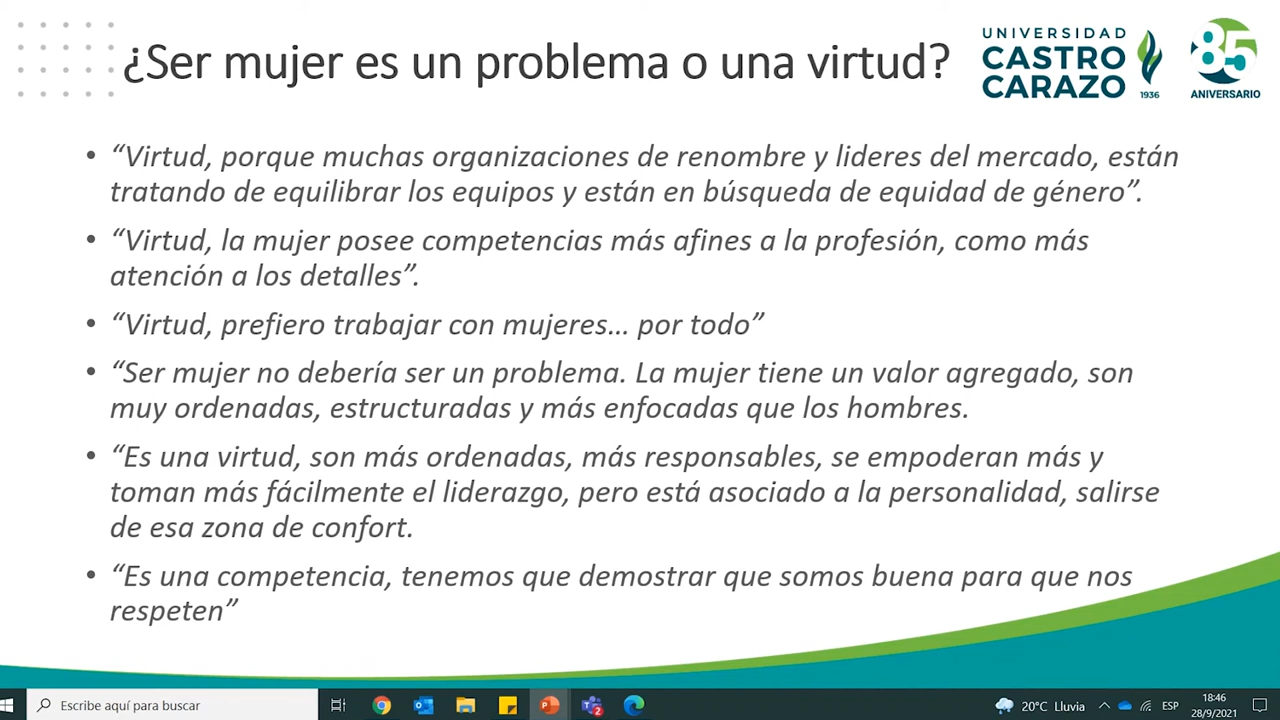 ¿Ser mujer es un problema o una virtud?
UNIVERSIDAD
CASTRO
CARAZO
1936
85
ANIVERSARIO
• “Virtud, porque muchas organizaciones de renombre y lideres del mercado, están
tratando de equilibrar los equipos y están en búsqueda de equidad de género”.
• “Virtud, la mujer posee competencias más afines a la profesión, como más
atención a los detalles”.
• “Virtud, prefiero trabajar con mujeres… por todo”
• “Ser mujer no debería ser un problema. La mujer tiene un valor agregado, son
muy ordenadas, estructuradas y más enfocadas que los hombres.
• “Es una virtud, son más ordenadas, más responsables, se empoderan más y
toman más fácilmente el liderazgo, pero está asociado a la personalidad, salirse
de esa zona de confort.
• “Es una competencia, tenemos que demostrar que somos buena para que nos
respeten”
Escribe aquí para buscar
20°C Lluvia
ESP
18:46
28/9/2021